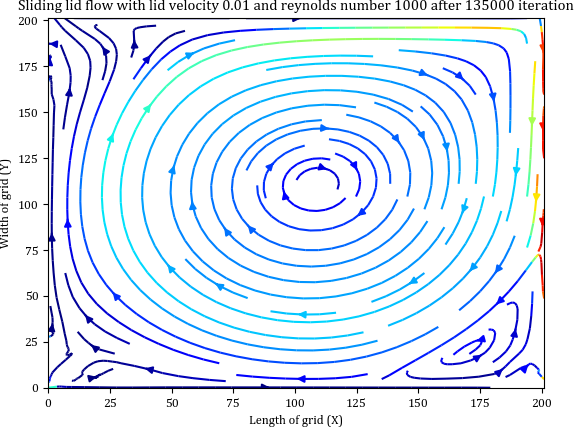 Sliding lid flow with lid velocity 0.01 and reynolds number 1000 after 135000 iteration
200
175
150
125
100
75
50
25
0
Width of grid (Y)
0 25 50 75 100 125 150 175 200
Length of grid (X)